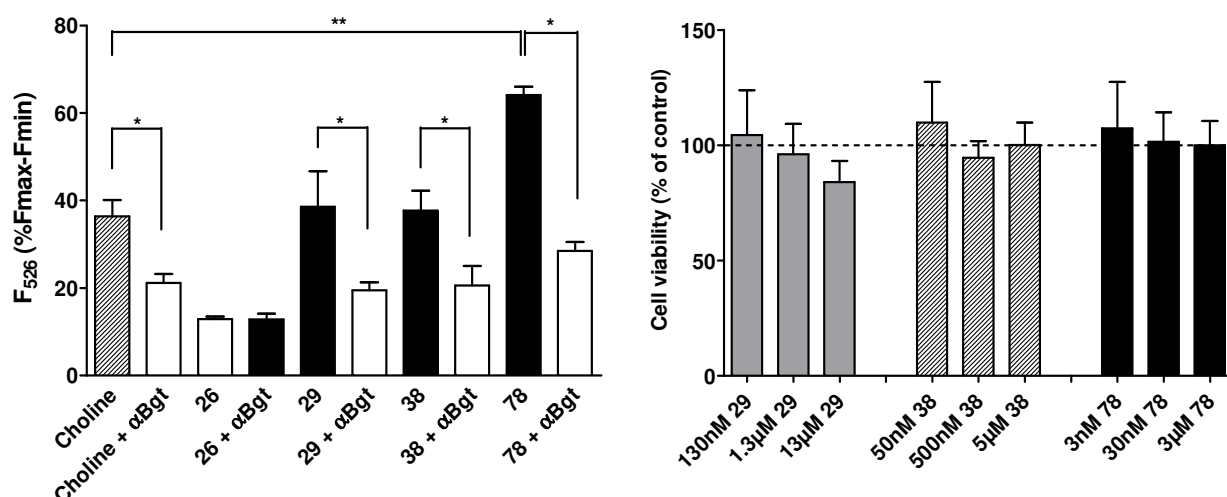 80
60
40
20
0
F526 (%Fmax-Fmin)
**
*
*
*
*
Choline
Choline + αBgt
26
26 + αBgt
29
29 + αBgt
38
38 + αBgt
78
78 + αBgt
150
100
50
0
Cell viability (% of control)
130nM 29
1.3µM 29
13µM 29
50nM 38
500nM 38
5µM 38
3nM 78
30nM 78
3µM 78